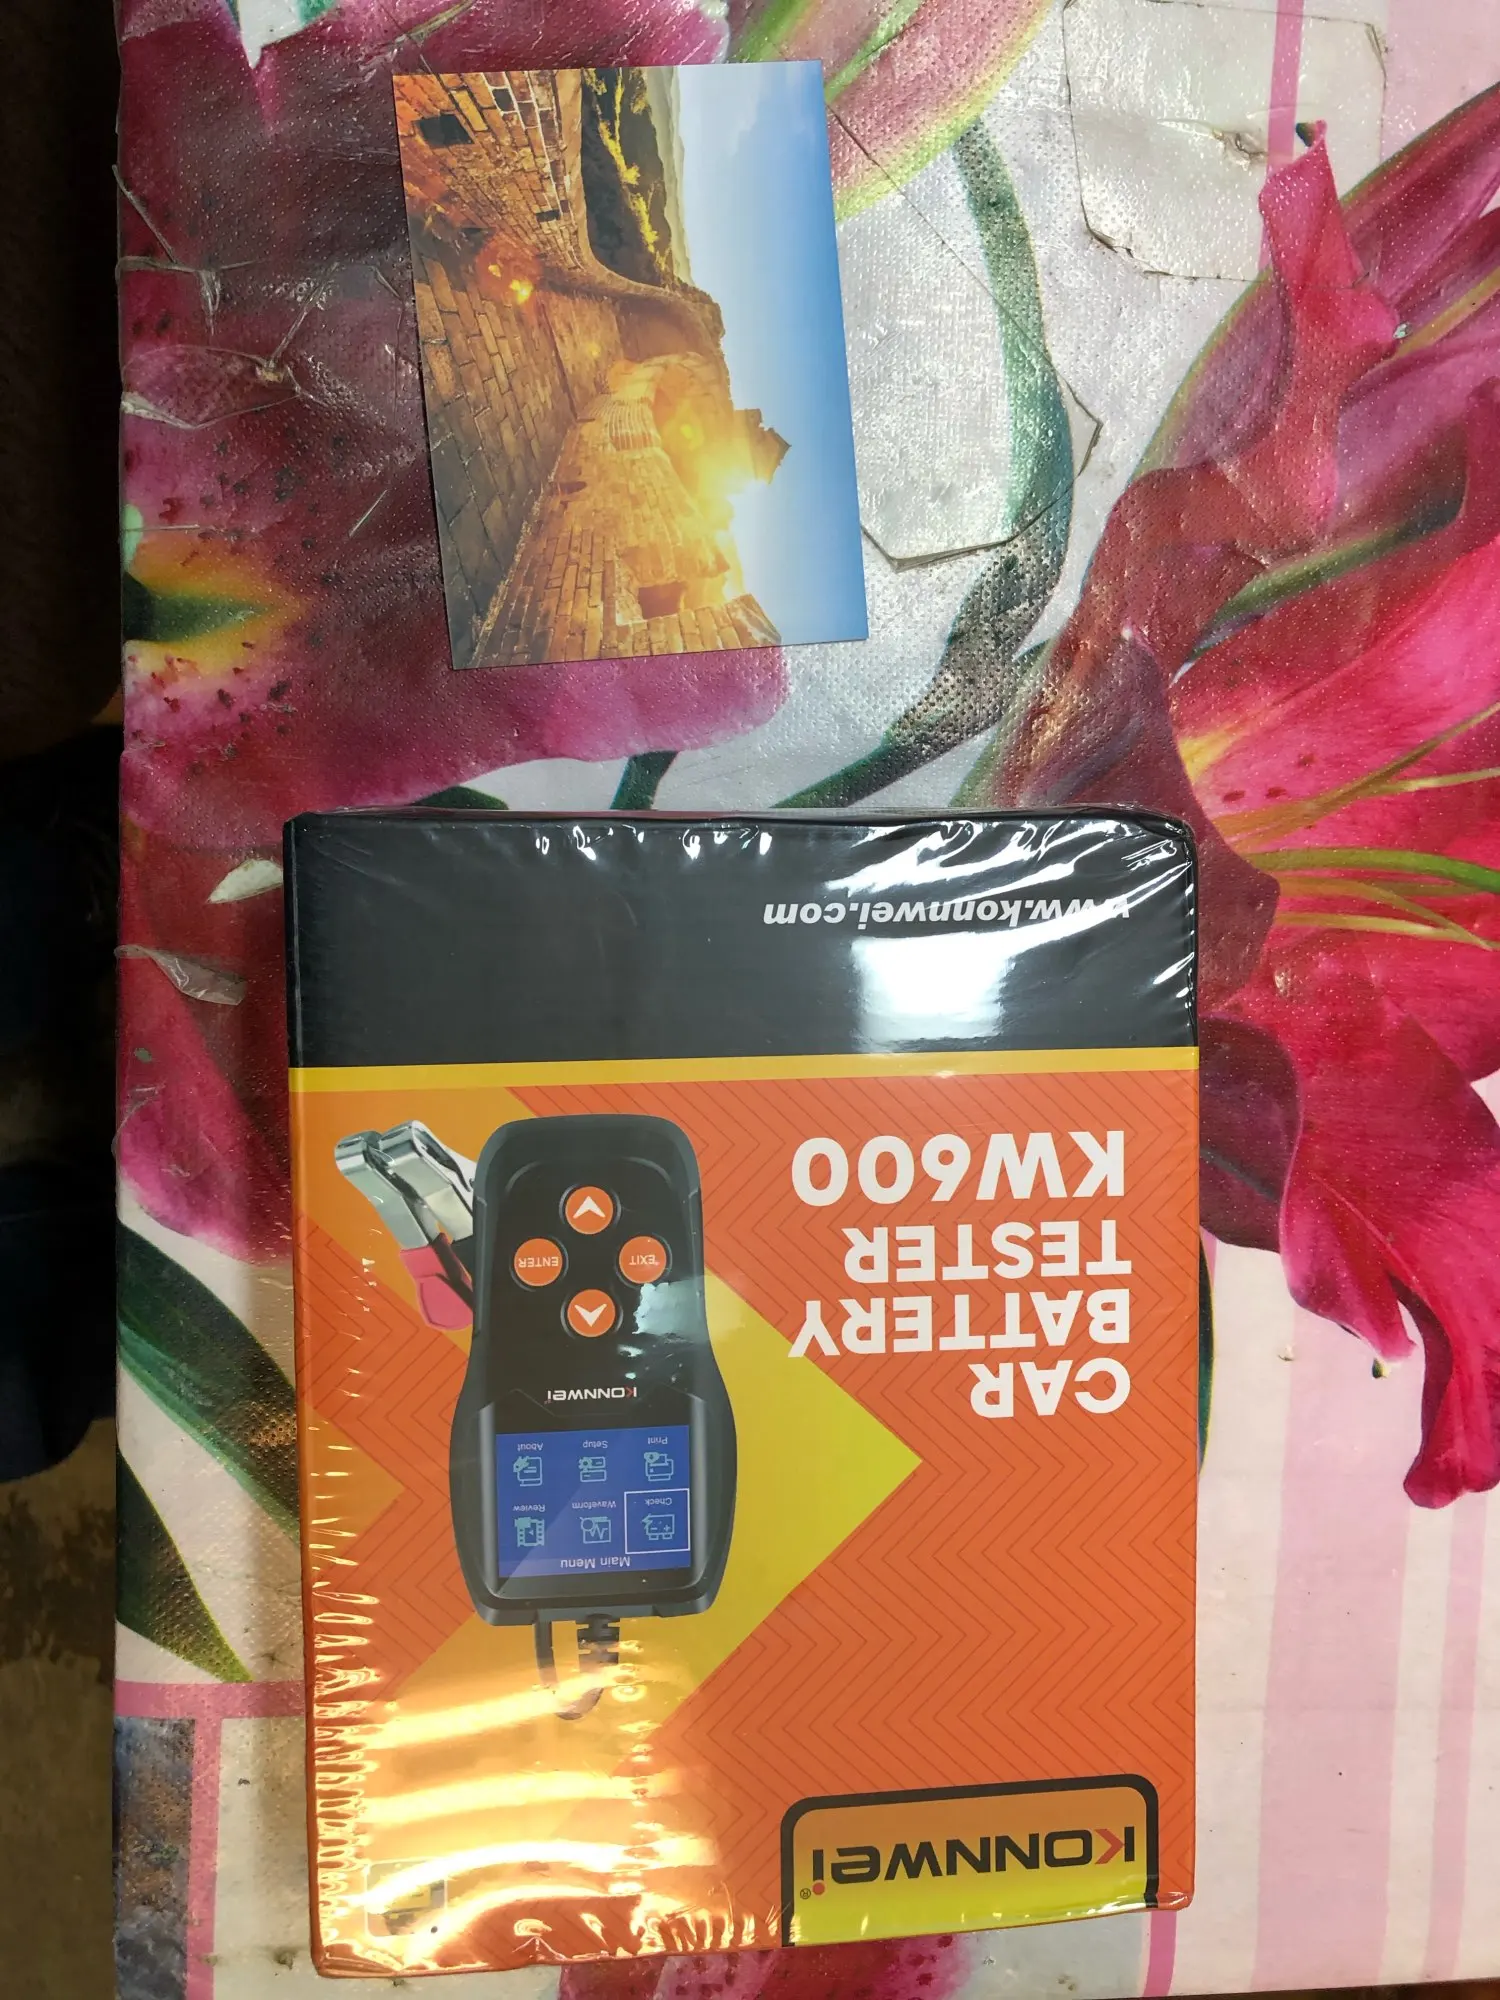 KONNWEI®
CAR
BATTERY
TESTER
KW600
Main Menu
Check
Waveform
Review
Print
Setup
About
KONNWEI
EXIT
ENTER
www.konnwei.com